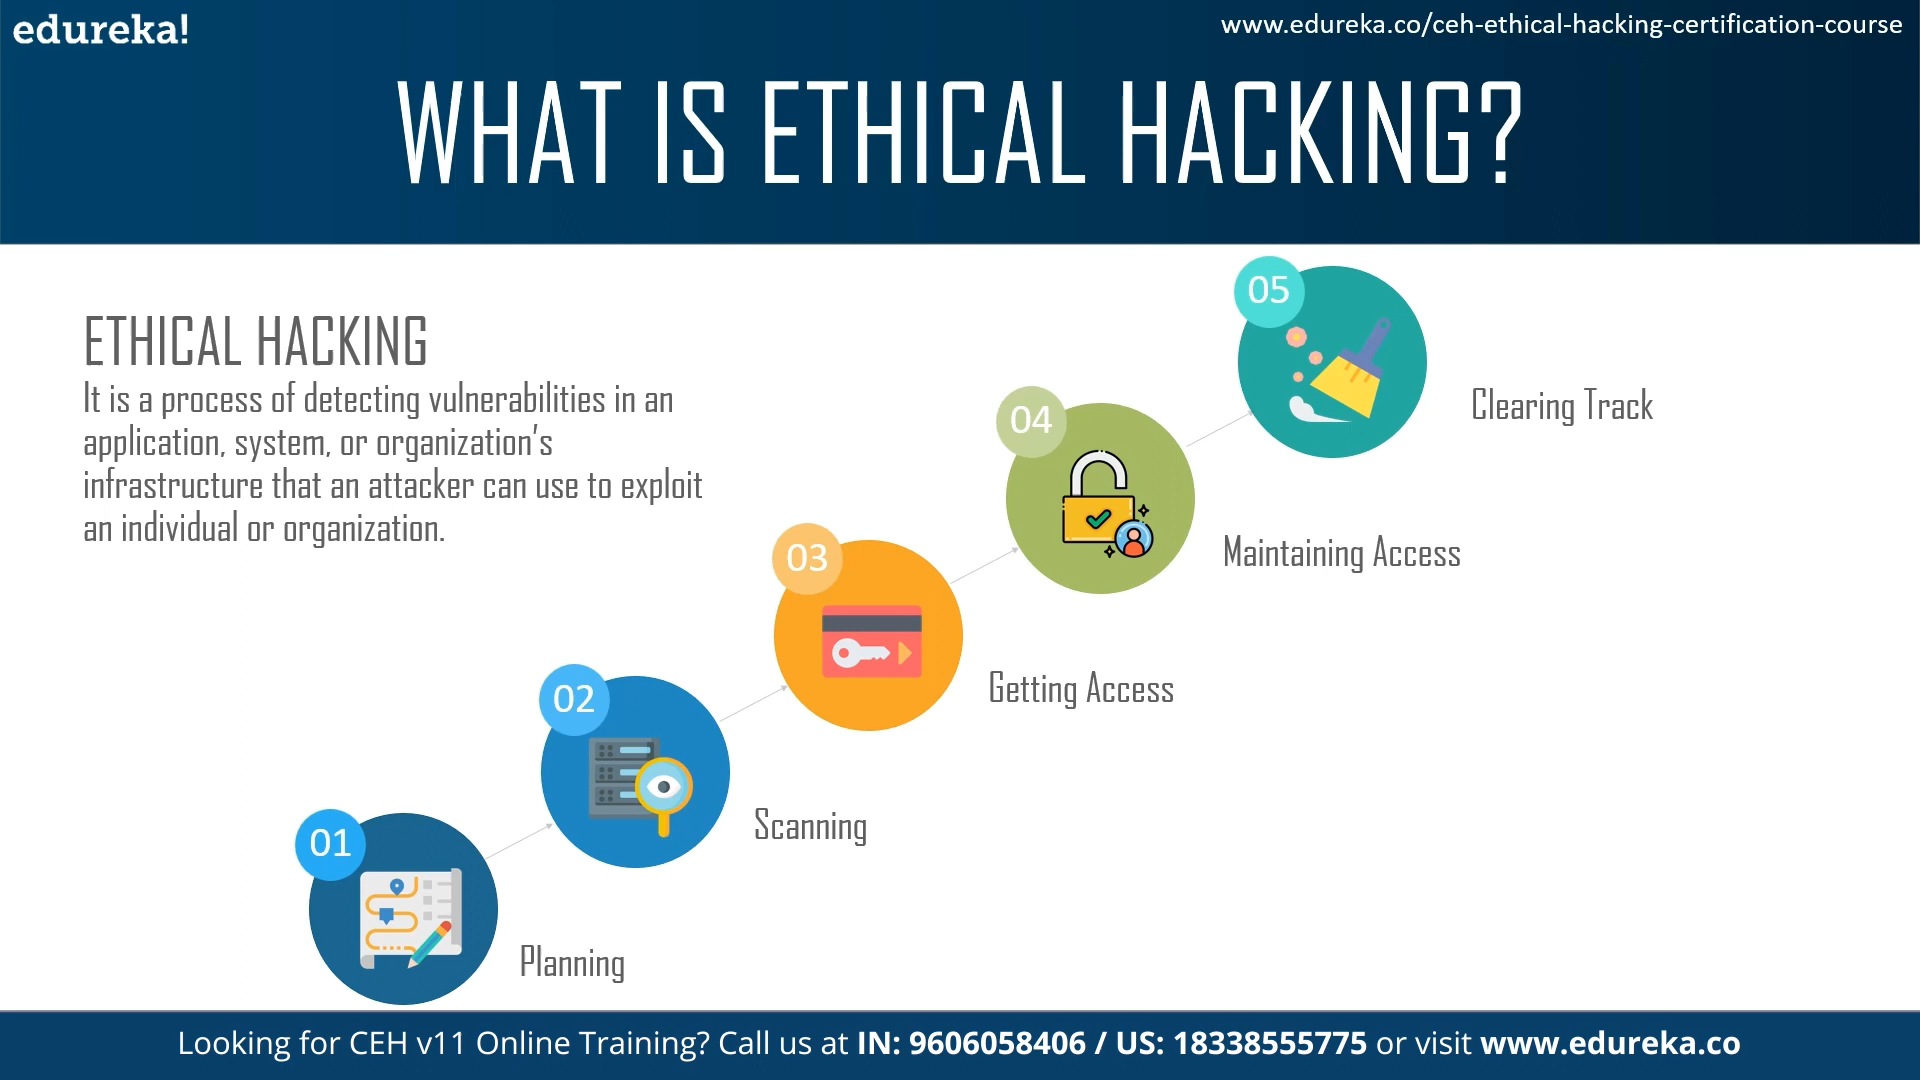 edureka!
www.edureka.co/ceh-ethical-hacking-certification-course
WHAT IS ETHICAL HACKING?
ETHICAL HACKING
It is a process of detecting vulnerabilities in an
application, system, or organization's
infrastructure that an attacker can use to exploit
an individual or organization.
01
Planning
02
Scanning
03
Getting Access
04
Maintaining Access
05
Clearing Track
Looking for CEH v11 Online Training? Call us at IN: 9606058406 / US: 18338555775 or visit www.edureka.co